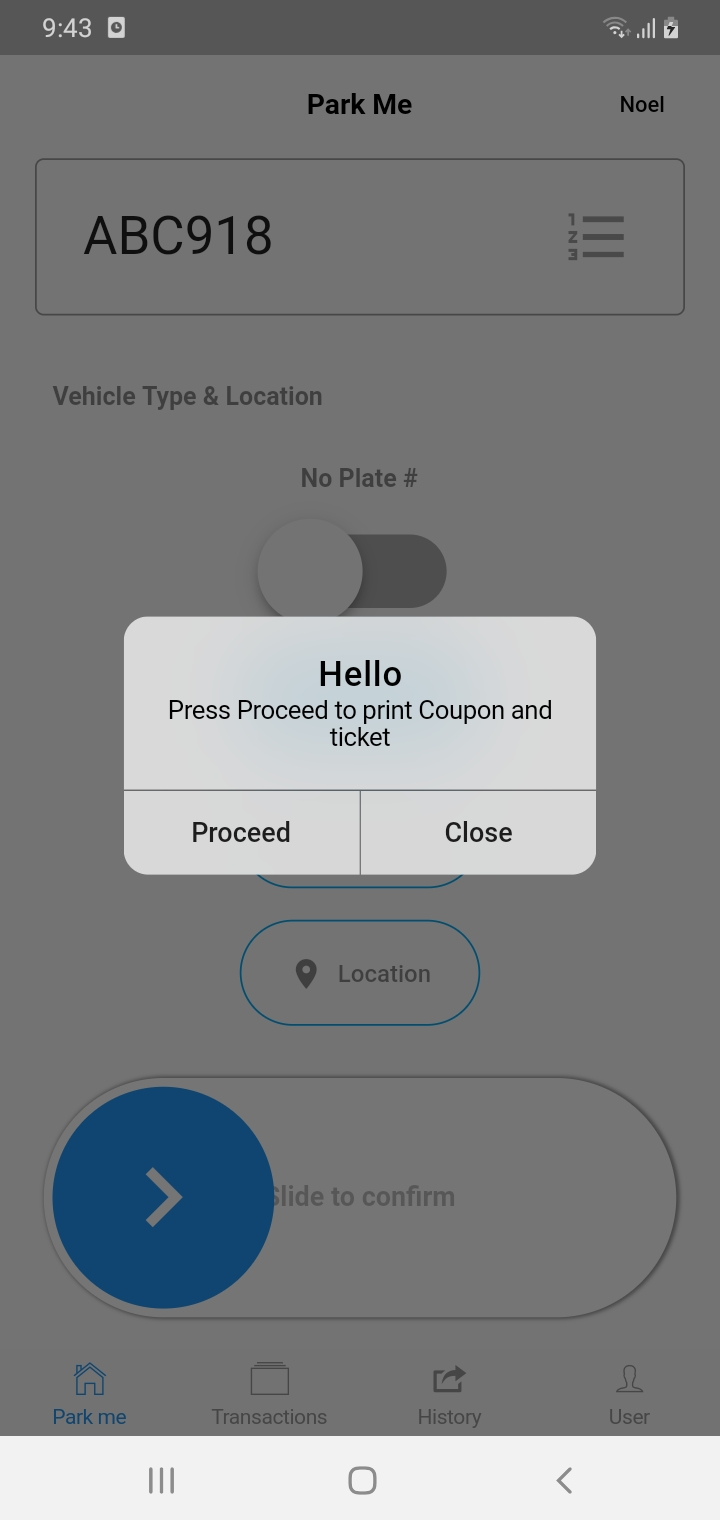 9:43
Park Me
Noel
ABC918
Vehicle Type & Location
No Plate #
Hello
Press Proceed to print Coupon and
ticket
Proceed
Close
Location
Slide to confirm
Park me
Transactions
History
User